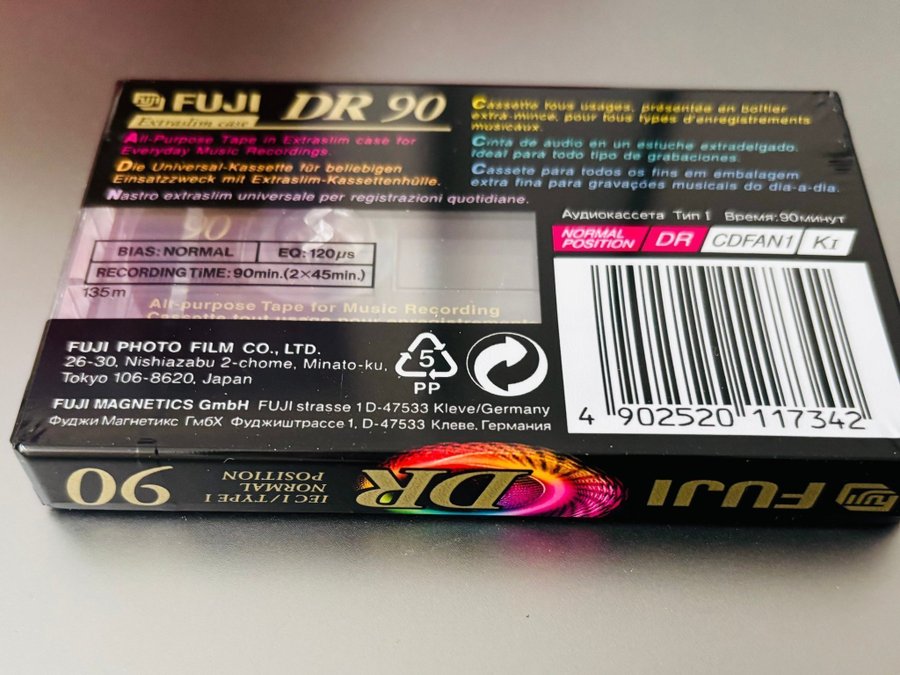 FUJI DR 90
Extraslim case
All-Purpose Tape in Extraslim case for
Everyday Music Recordings.
Die Universal-Kassette für beliebigen
Einsatzzweck mit Extraslim-Kassettenhülle.
Nastro extraslim universale per registrazioni quotidiane.
Cassette tous usages, présentée en boîtier
extra-mince, pour tous types d'enregistrements
musicaux.
Cinta de audio en un estuche extradelgado.
Ideal para todo tipo de grabaciones.
Cassete para todos os fins em embalagem
extra fina para gravações musicais do dia-a-dia.
Аудиокассета Тип I Время:90минут
NORMAL POSITION DR CDFAN1 KI
90
BIAS: NORMAL EQ: 120µs
RECORDING TIME: 90min.(2×45min.)
135m
All-purpose Tape for Music Recording
Cassette tout usage pour enregistrement
FUJI PHOTO FILM CO., LTD.
26-30, Nishiazabu 2-chome, Minato-ku,
Tokyo 106-8620, Japan
5
PP
FUJI MAGNETICS GmbH FUJI strasse 1 D-47533 Kleve/Germany
Фуджи Магнетикс ГмбХ Фуджиштрассе 1, D-47533 Клеве, Германия
4 902520 117342
FUJI DR IEC I/TYPE I
NORMAL
POSITION
90